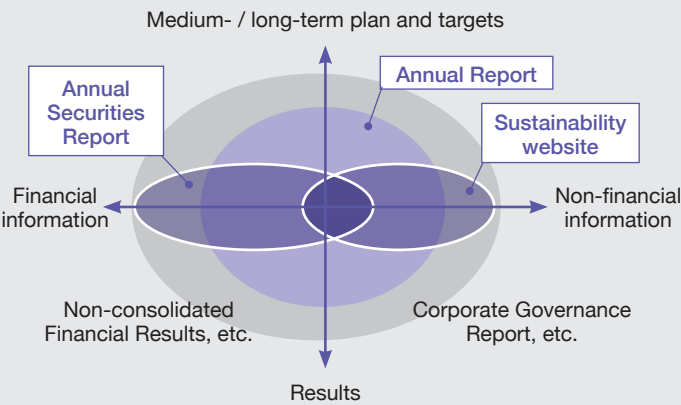 Medium- / long-term plan and targets
Annual
Securities
Report
Annual Report
Sustainability
website
Financial
information
Non-financial
information
Non-consolidated
Financial Results, etc.
Corporate Governance
Report, etc.
Results